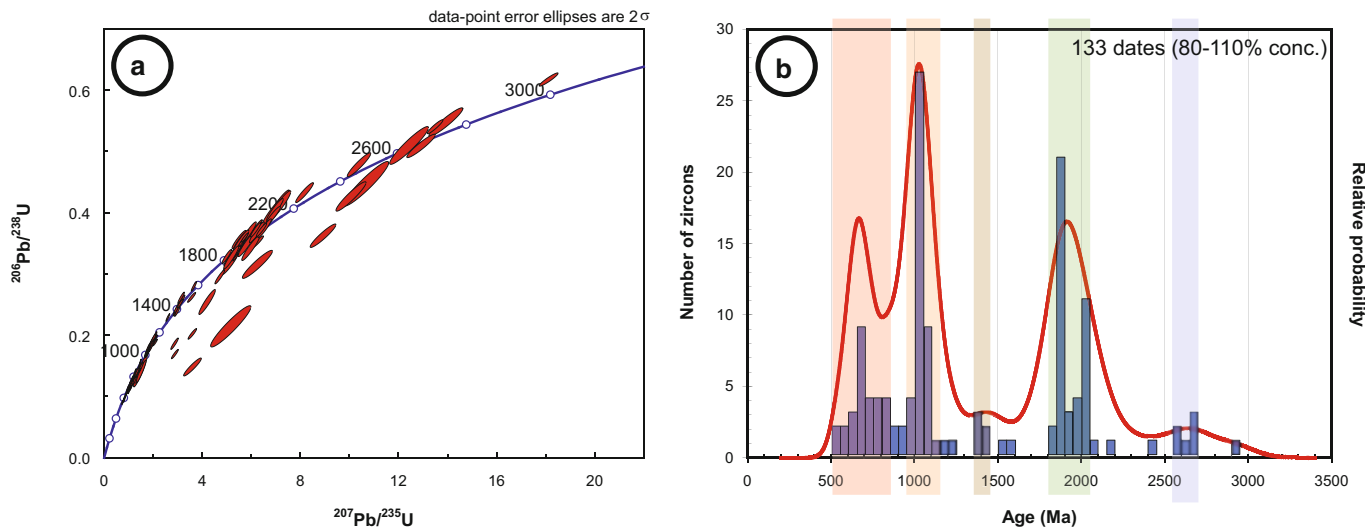 data-point error ellipses are 2σ
a
0.6
0.4
0.2
0.0
0 4 8 12 16 20
1000
1400
1800
2200
2600
3000
206Pb/238U
207Pb/235U
b
133 dates (80-110% conc.)
30
25
20
15
10
5
0
0 500 1000 1500 2000 2500 3000 3500
Number of zircons
Relative probability
Age (Ma)